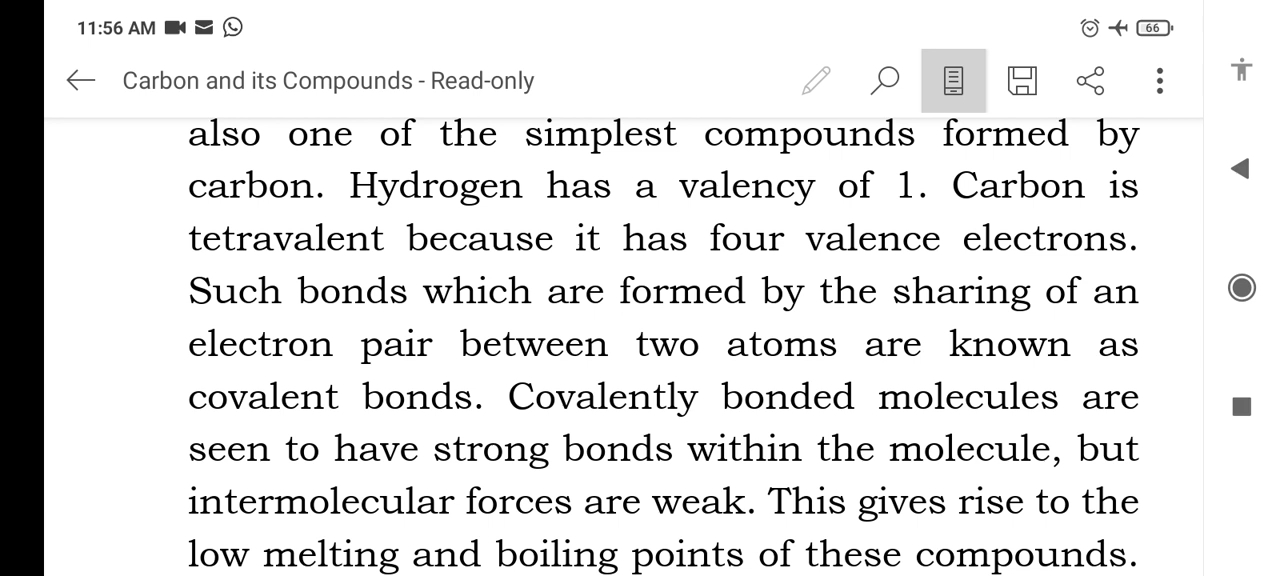 11:56 AM
66
Carbon and its Compounds - Read-only
also one of the simplest compounds formed by
carbon. Hydrogen has a valency of 1. Carbon is
tetravalent because it has four valence electrons.
Such bonds which are formed by the sharing of an
electron pair between two atoms are known as
covalent bonds. Covalently bonded molecules are
seen to have strong bonds within the molecule, but
intermolecular forces are weak. This gives rise to the
low melting and boiling points of these compounds.